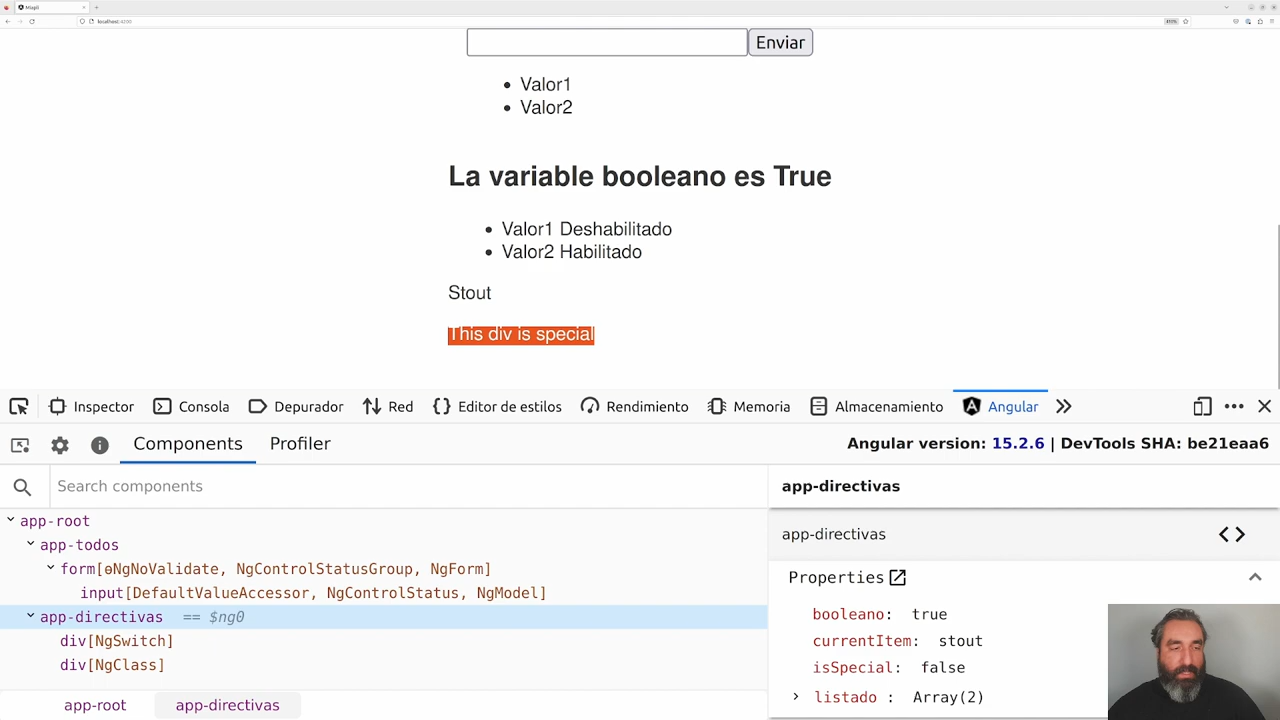 Mapil
localhost:4200
Enviar
Valor1
Valor2
La variable booleano es True
Valor1 Deshabilitado
Valor2 Habilitado
Stout
This div is special
Inspector Consola Depurador Red Editor de estilos Rendimiento Memoria Almacenamiento Angular
Components Profiler Angular version: 15.2.6 | DevTools SHA: be21eaa6
Search components
app-directivas
app-root
app-directivas
app-todos
form[ɵNgNoValidate, NgControlStatusGroup, NgForm]
Properties
input[DefaultValueAccessor, NgControlStatus, NgModel]
booleano: true
app-directivas == $ng0
currentItem: stout
div[NgSwitch]
isSpecial: false
div[NgClass]
listado : Array(2)
app-root app-directivas